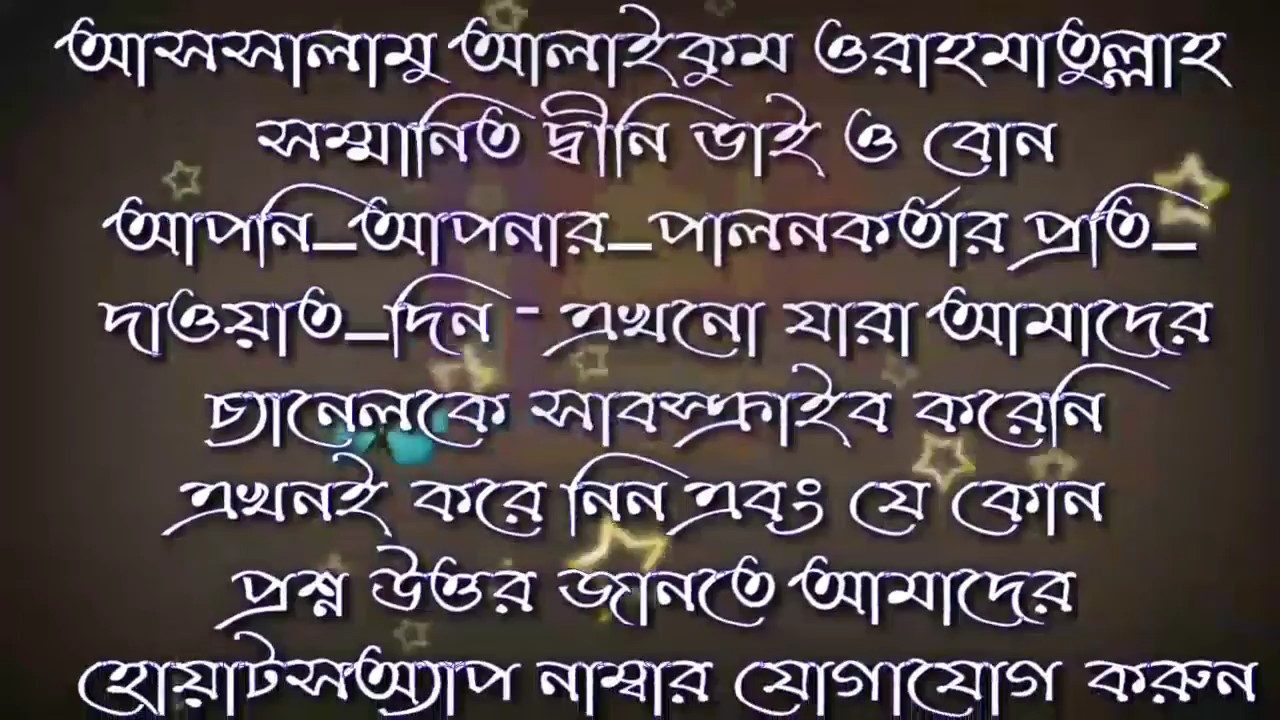 আসসালামু আলাইকুম ওরাহমাতুল্লাহ
সম্মানিত দ্বীনি ভাই ও বোন
আপনি_আপনার_পালনকর্তার প্রতি_
দাওয়াত_দিন - এখনো যারা আমাদের
চ্যানেলকে সাবস্ক্রাইব করেনি
এখনই করে নিন এবং যে কোন
প্রশ্ন উত্তর জানতে আমাদের
হোয়াটসঅ্যাপ নাম্বার যোগাযোগ করুন